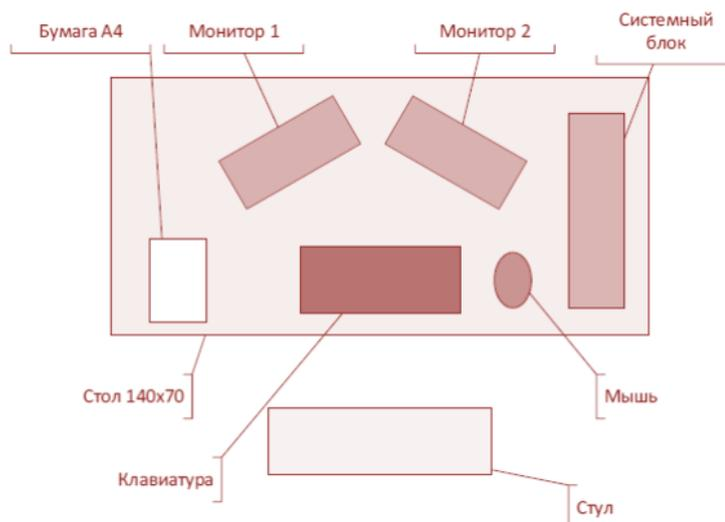 Системный
блок
Бумага А4
Монитор 1
Монитор 2
Стол 140х70
Мышь
Клавиатура
Стул